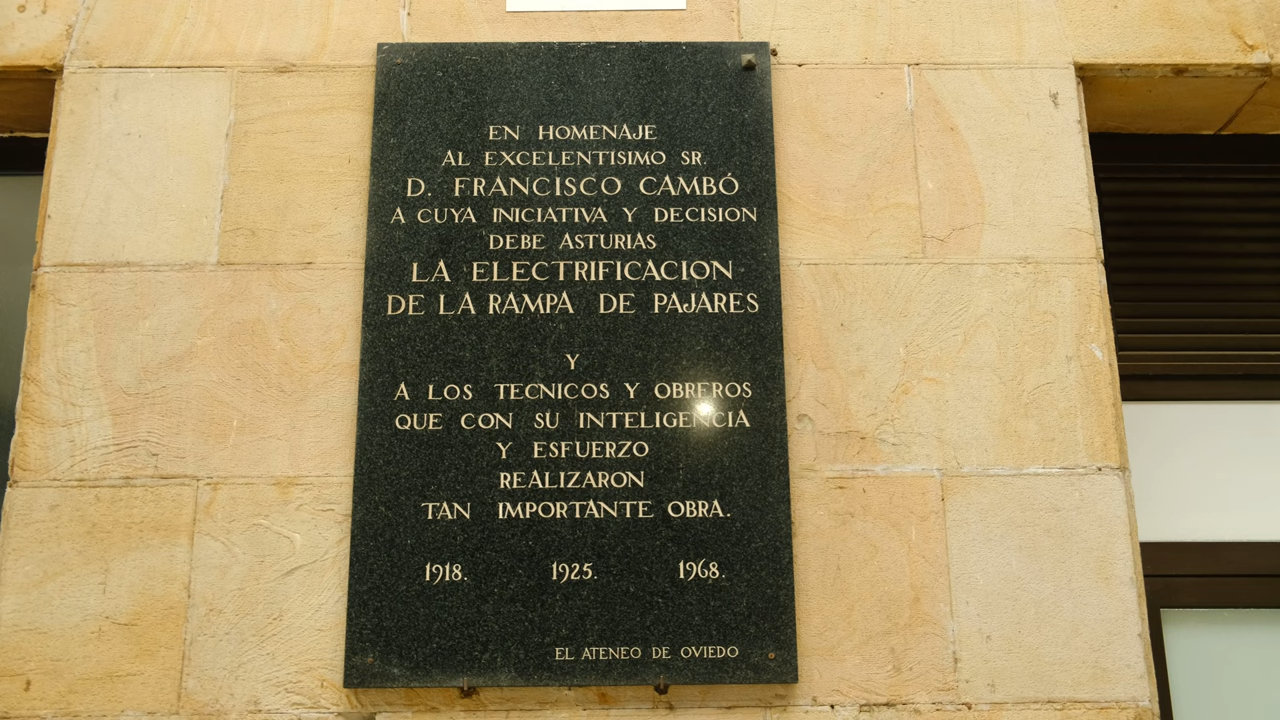 EN HOMENAJE
AL EXCELENTISIMO SR.
D. FRANCISCO CAMBÓ
A CUYA INICIATIVA Y DECISION
DEBE ASTURIAS
LA ELECTRIFICACION
DE LA RAMPA DE PAJARES
Y
A LOS TECNICOS Y OBREROS
QUE CON SU INTELIGENCIA
Y ESFUERZO
REALIZARON
TAN IMPORTANTE OBRA.
1918. 1925. 1968.
EL ATENEO DE OVIEDO